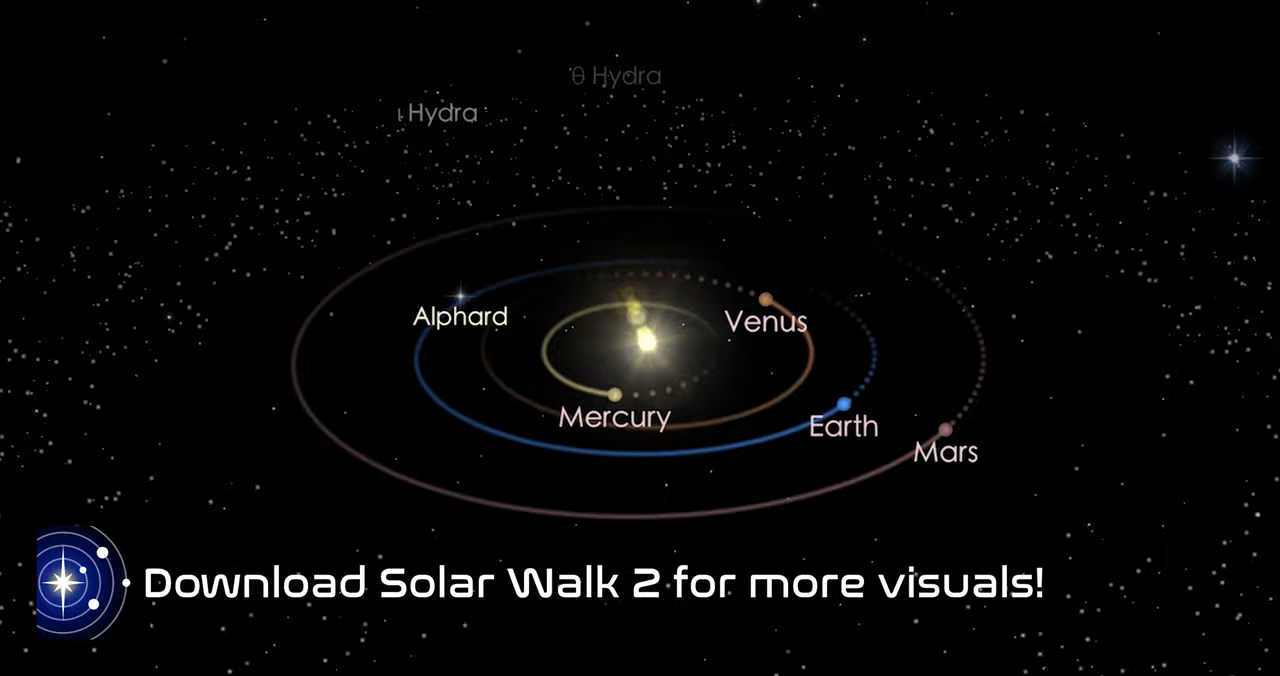 θ Hydra
ι Hydra
Alphard
Venus
Mercury
Earth
Mars
Download Solar Walk 2 for more visuals!